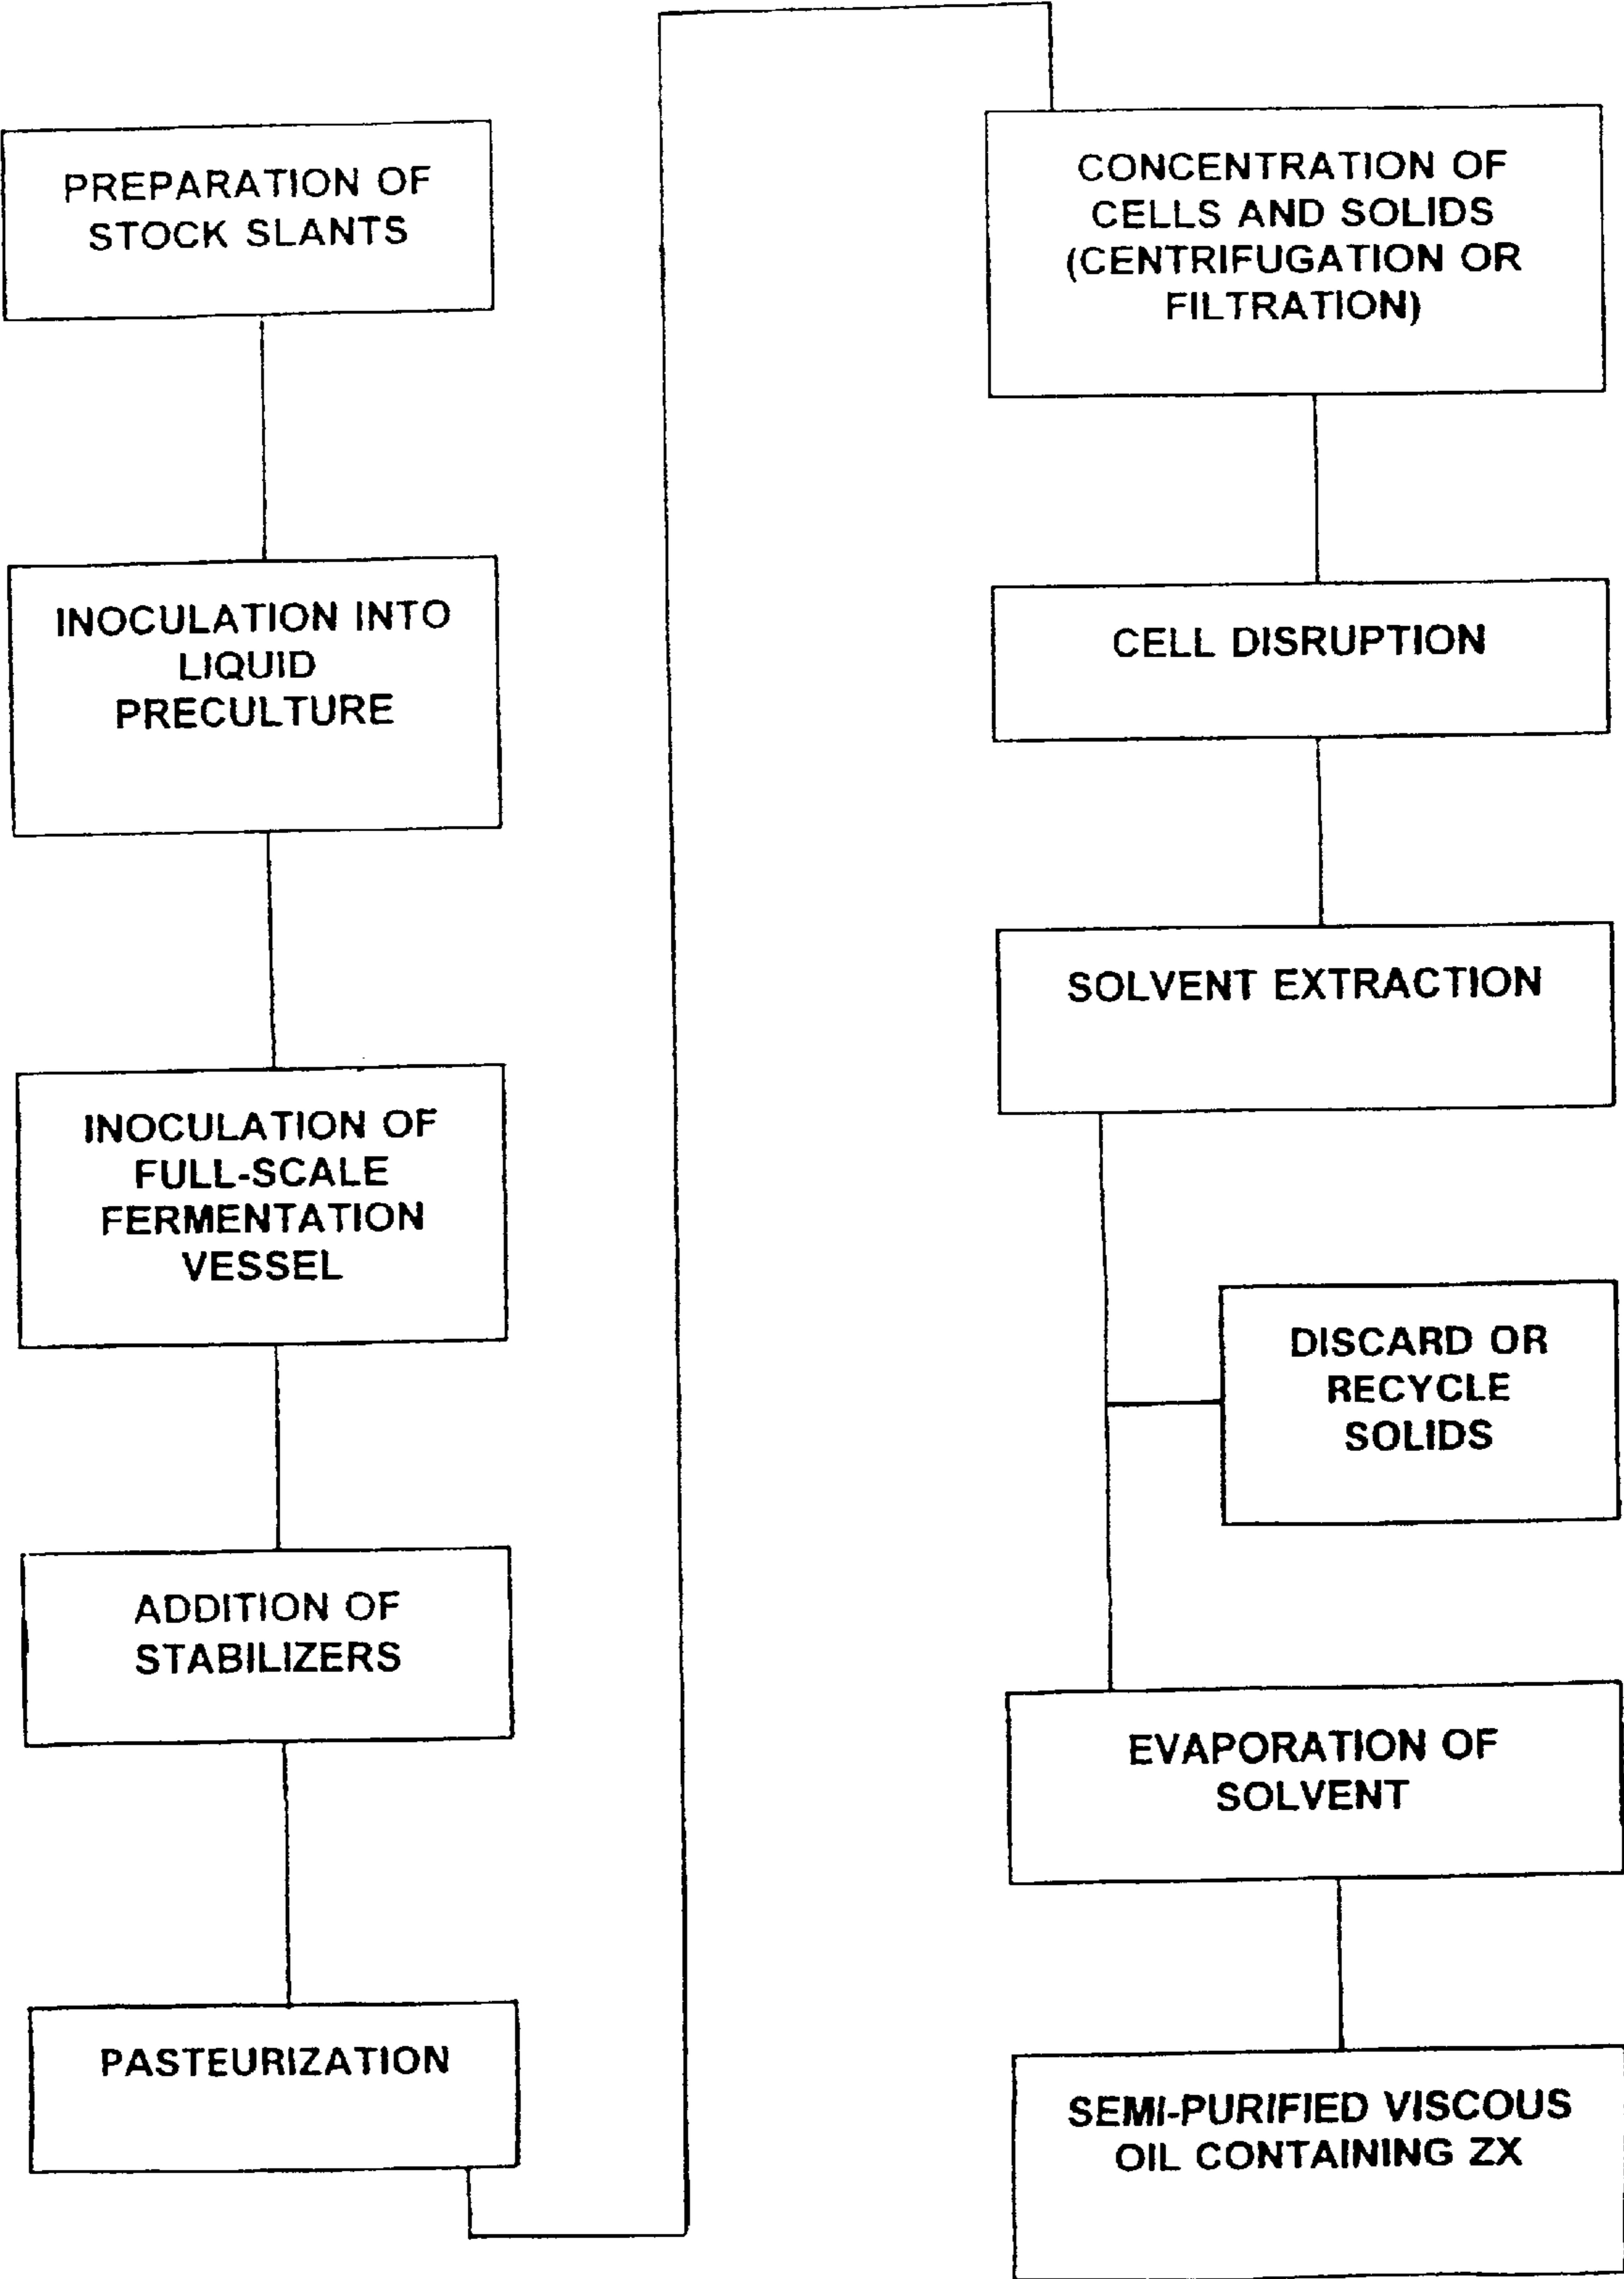 PREPARATION OF
STOCK SLANTS
INOCULATION INTO
LIQUID
PRECULTURE
INOCULATION OF
FULL-SCALE
FERMENTATION
VESSEL
ADDITION OF
STABILIZERS
PASTEURIZATION
CONCENTRATION OF
CELLS AND SOLIDS
(CENTRIFUGATION OR
FILTRATION)
CELL DISRUPTION
SOLVENT EXTRACTION
DISCARD OR
RECYCLE
SOLIDS
EVAPORATION OF
SOLVENT
SEMI-PURIFIED VISCOUS
OIL CONTAINING ZX